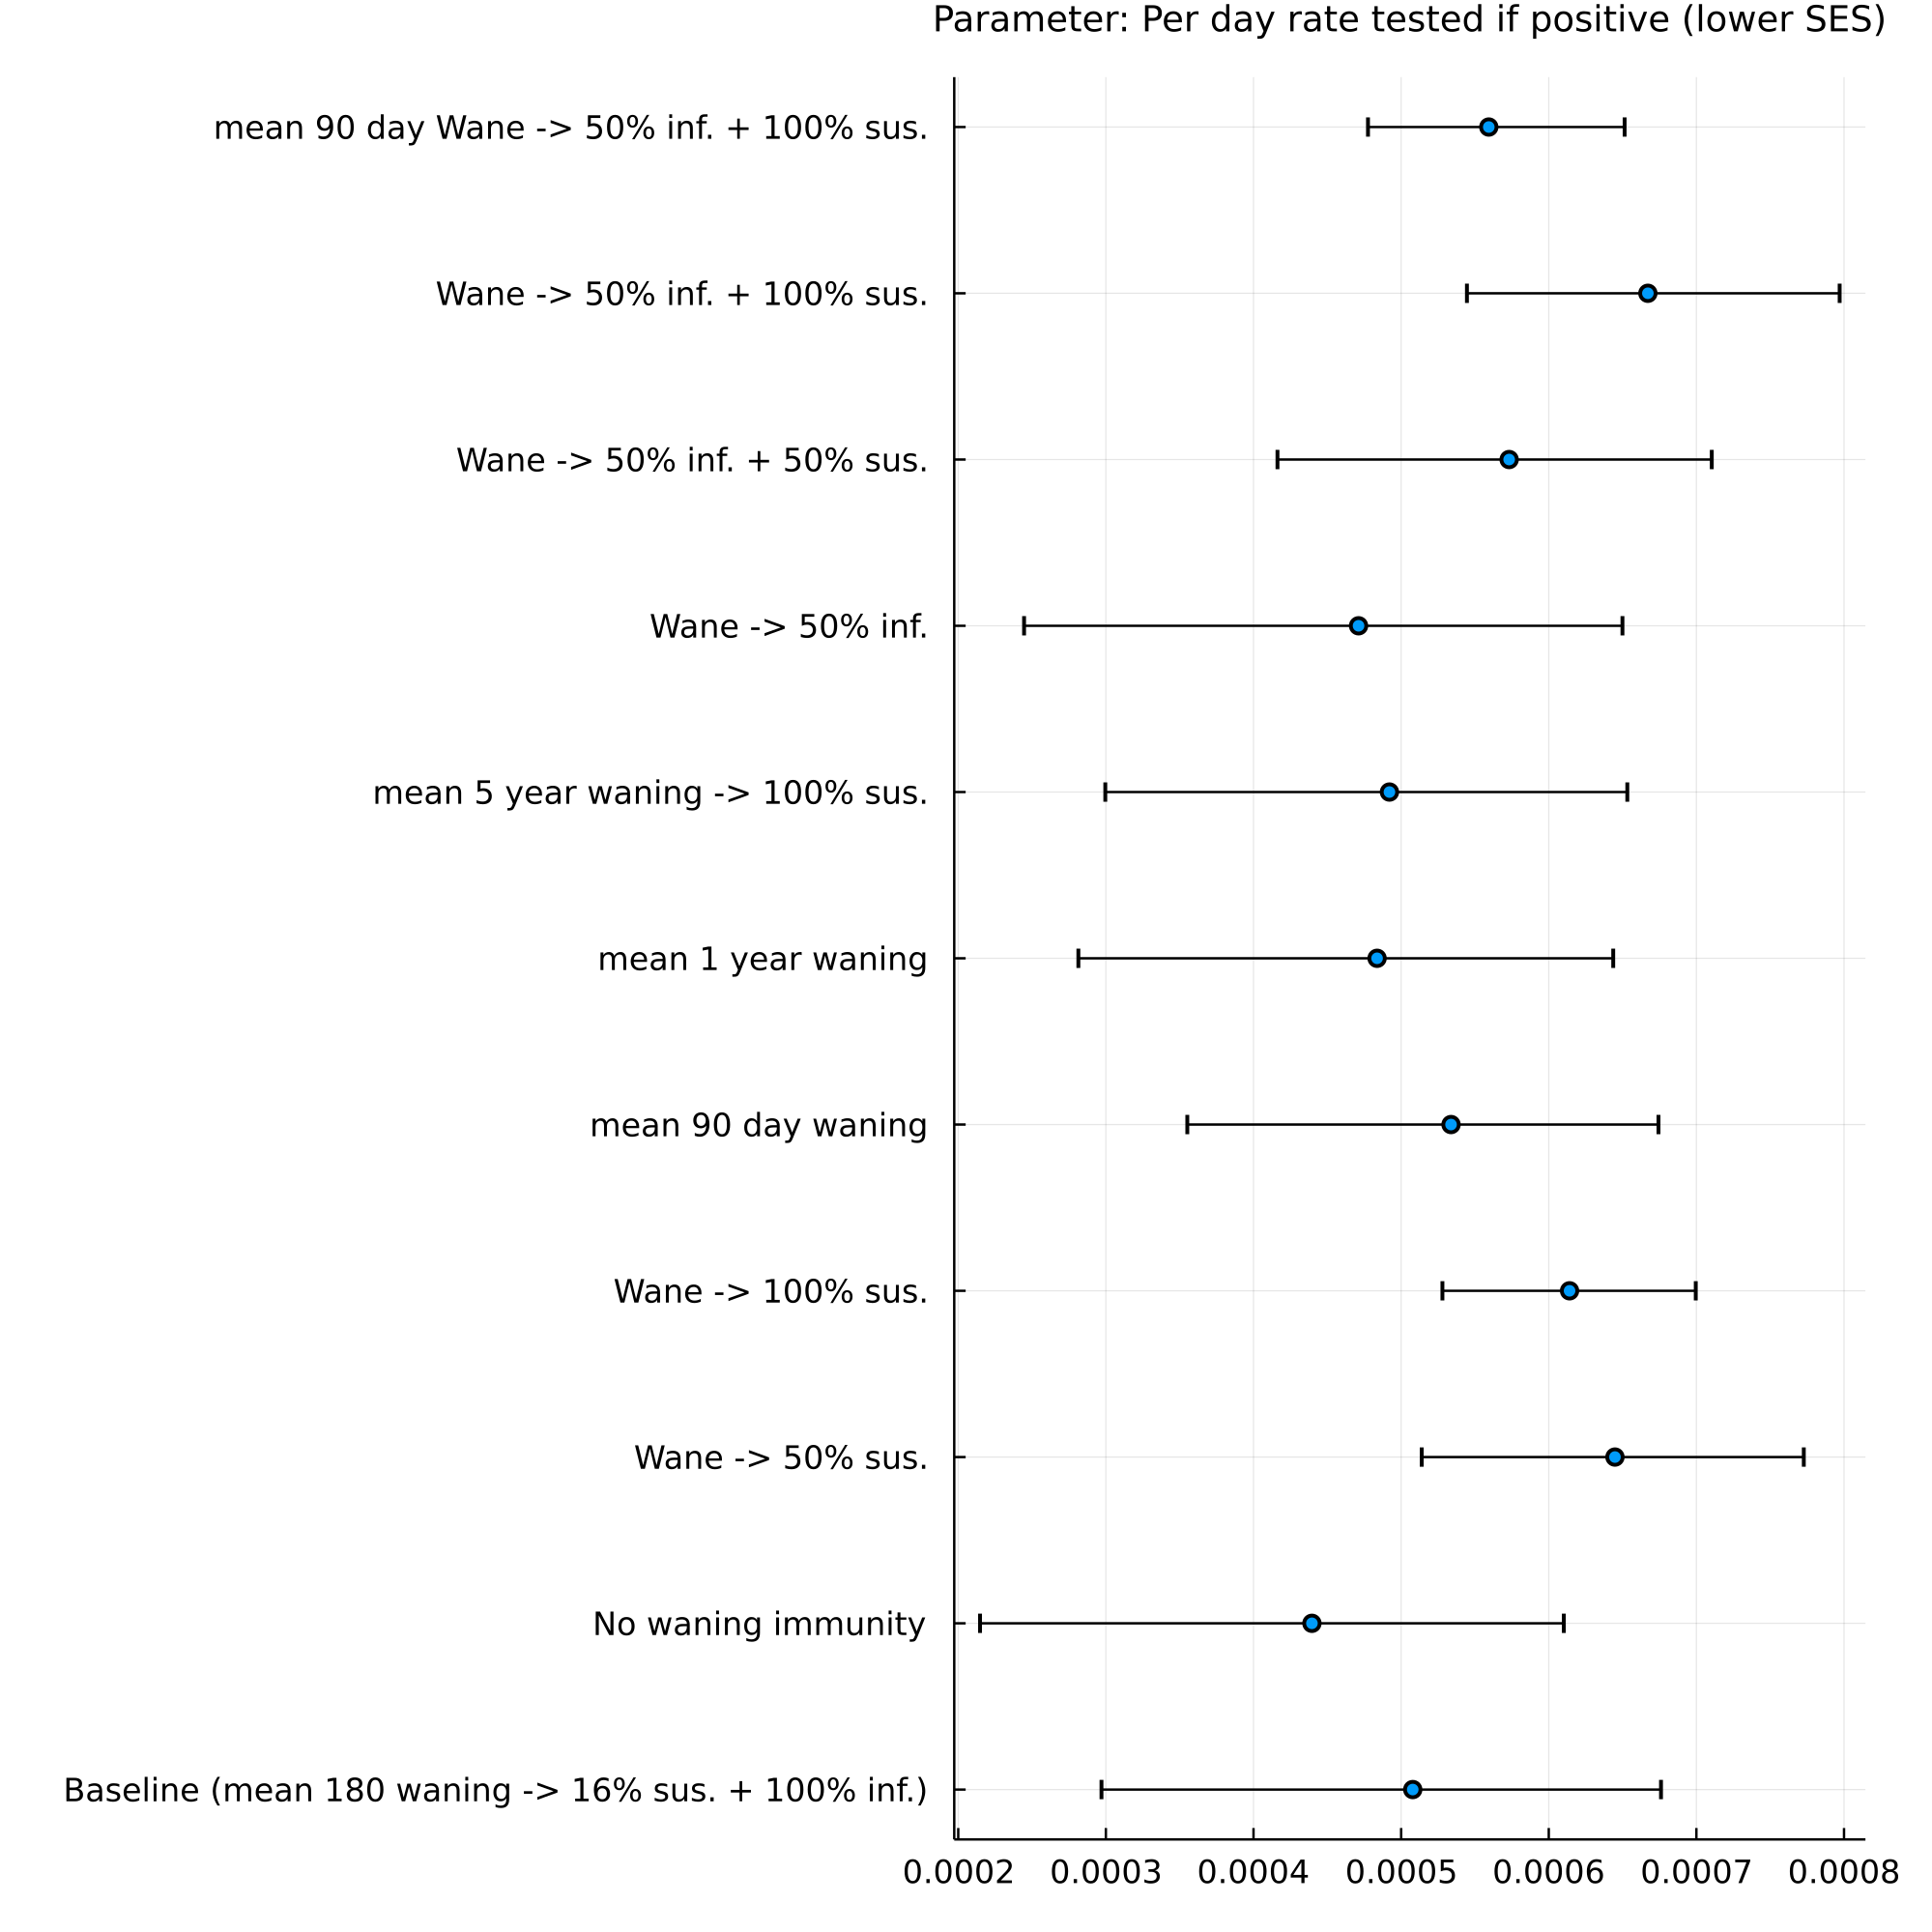 Parameter: Per day rate tested if positive (lower SES)
mean 90 day Wane -> 50% inf. + 100% sus.
Wane -> 50% inf. + 100% sus.
Wane -> 50% inf. + 50% sus.
Wane -> 50% inf.
mean 5 year waning -> 100% sus.
mean 1 year waning
mean 90 day waning
Wane -> 100% sus.
Wane -> 50% sus.
No waning immunity
Baseline (mean 180 waning -> 16% sus. + 100% inf.)
0.0002 0.0003 0.0004 0.0005 0.0006 0.0007 0.0008